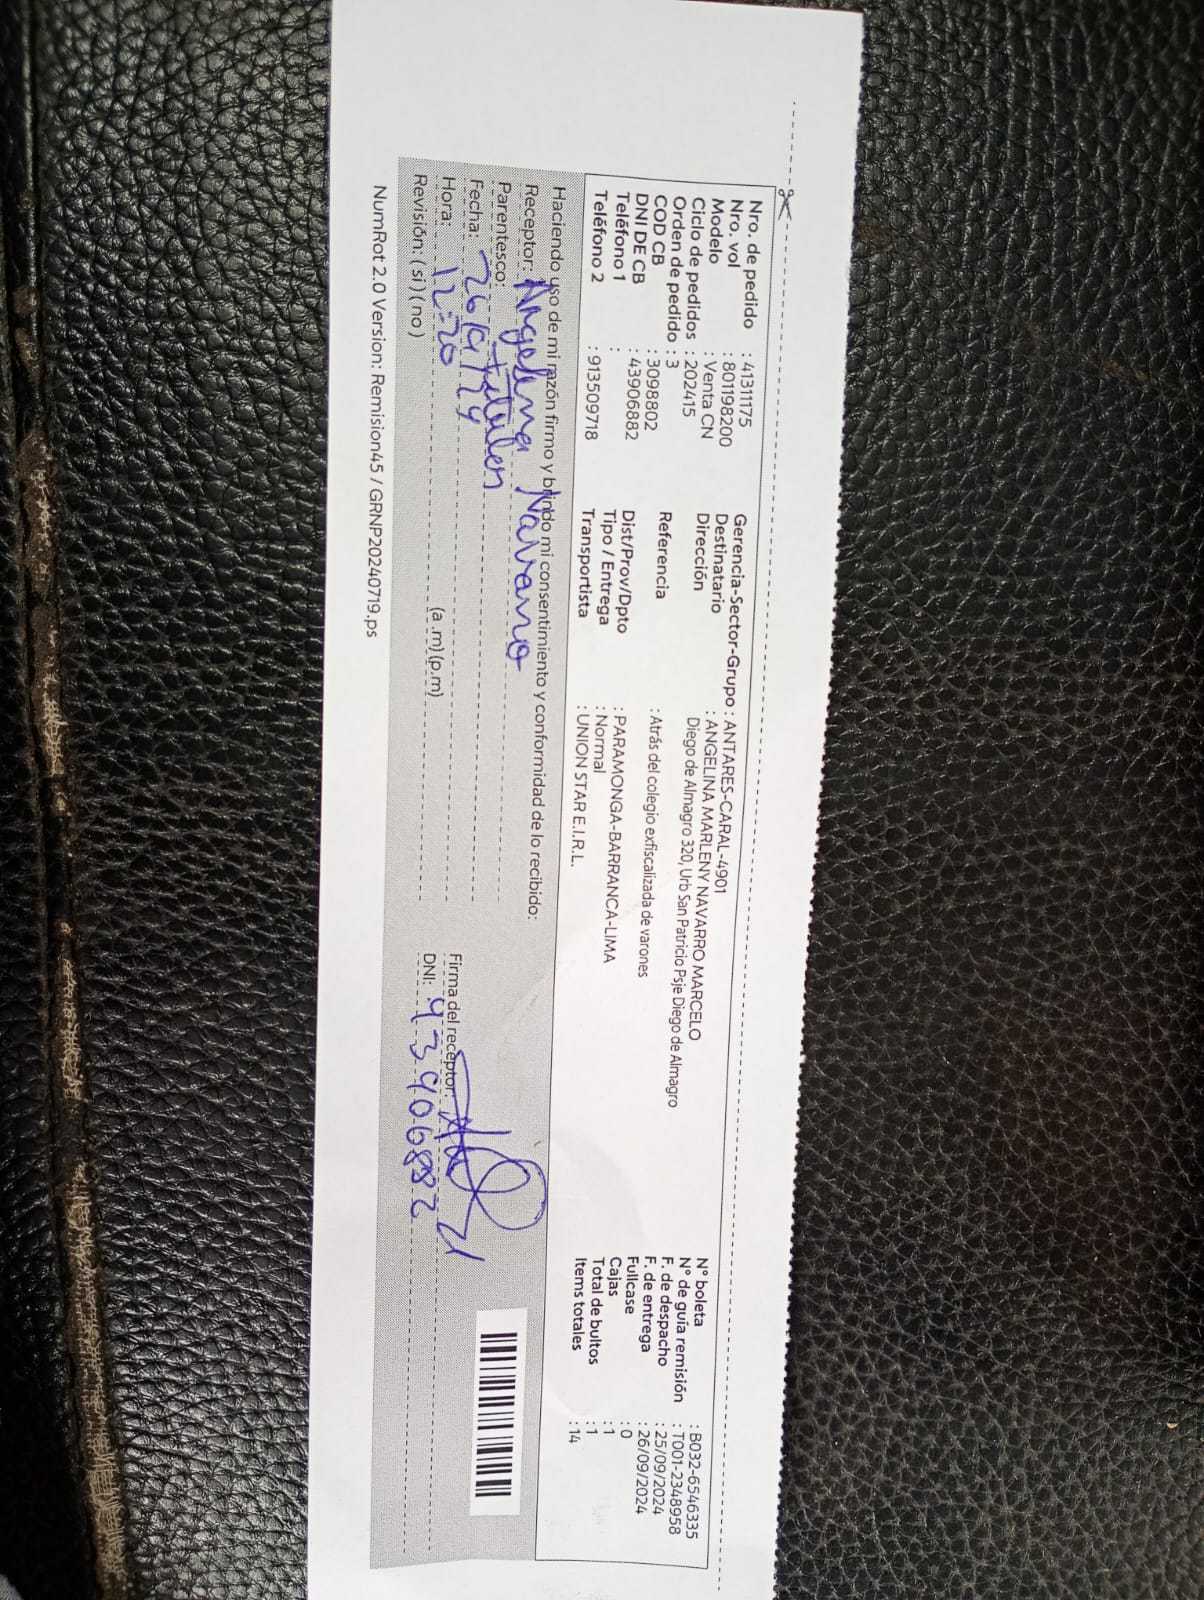 Nro. de pedido : 41311175
Nro. vol : 801198200
Modelo : Venta CN
Ciclo de pedidos : 202415
Orden de pedido : 3
COD CB : 3098802
DNI DE CB : 43906882
Teléfono 1 :
Teléfono 2 : 913509718
Gerencia-Sector-Grupo : ANTARES-CARAL-4901
Destinatario : ANGELINA MARLENY NAVARRO MARCELO
Dirección Diego de Almagro 320, Urb San Patricio Psje Diego de Almagro
Referencia : Atrás del colegio exfiscalizada de varones
Dist/Prov/Dpto : PARAMONGA-BARRANCA-LIMA
Tipo / Entrega : Normal
Transportista : UNION STAR E.I.R.L.
N° boleta : B032-6546335
N° de guía remisión : T001-2348958
F. de despacho : 25/09/2024
F. de entrega : 26/09/2024
Fullcase : 0
Cajas : 1
Total de bultos : 1
Items totales : 14
Haciendo uso de mi razón firmo y brindo mi consentimiento y conformidad de lo recibido:
Receptor: Angelina Navarro
Parentesco: titular
Fecha: 26/9/24
Hora: 12:20 (a .m) (p.m)
Revisión: ( si ) ( no )
Firma del receptor:
DNI: 43906882
NumRot 2.0 Version: Remision45 / GRNP20240719.ps